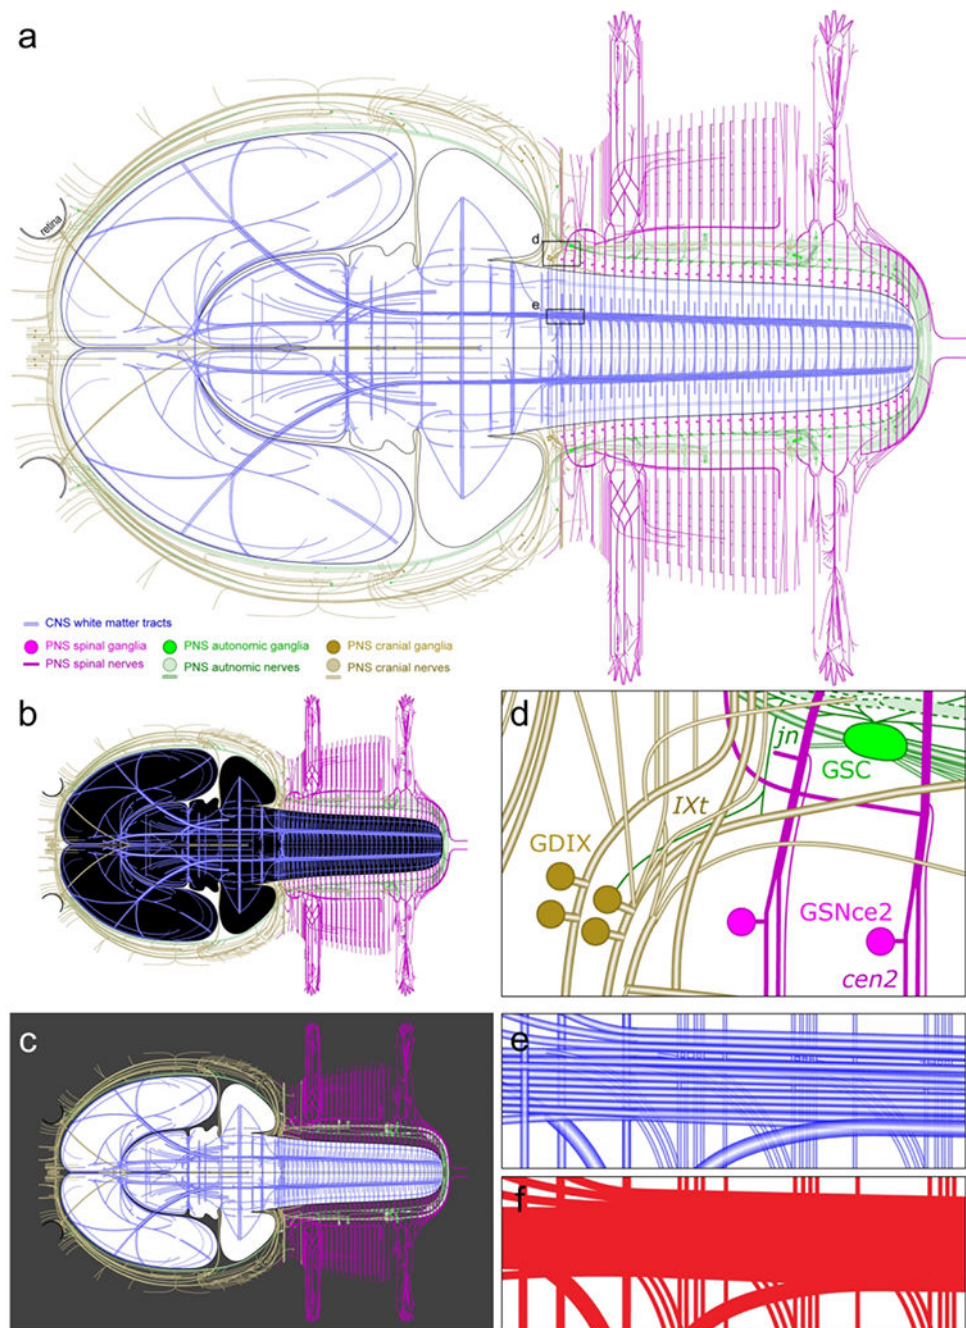 a
retina
d
e
CNS white matter tracts
PNS spinal ganglia PNS autonomic ganglia PNS cranial ganglia
PNS spinal nerves PNS autnomic nerves PNS cranial nerves
b
d
jn
GSC
IXt
GDIX
GSNce2
cen2
c
e
f